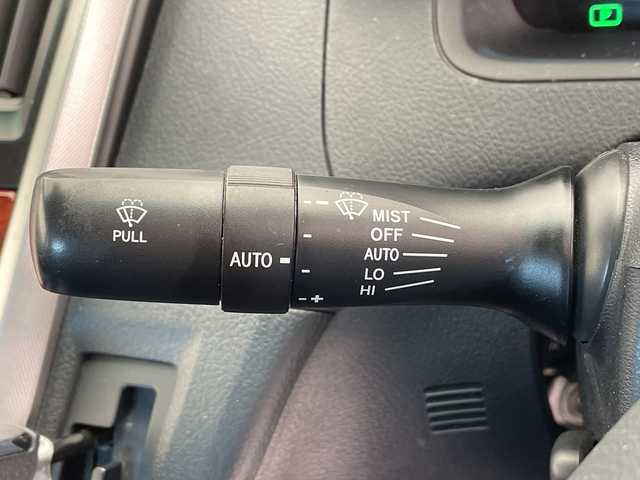 PULL
AUTO
MIST
OFF
AUTO
LO
HI
- +